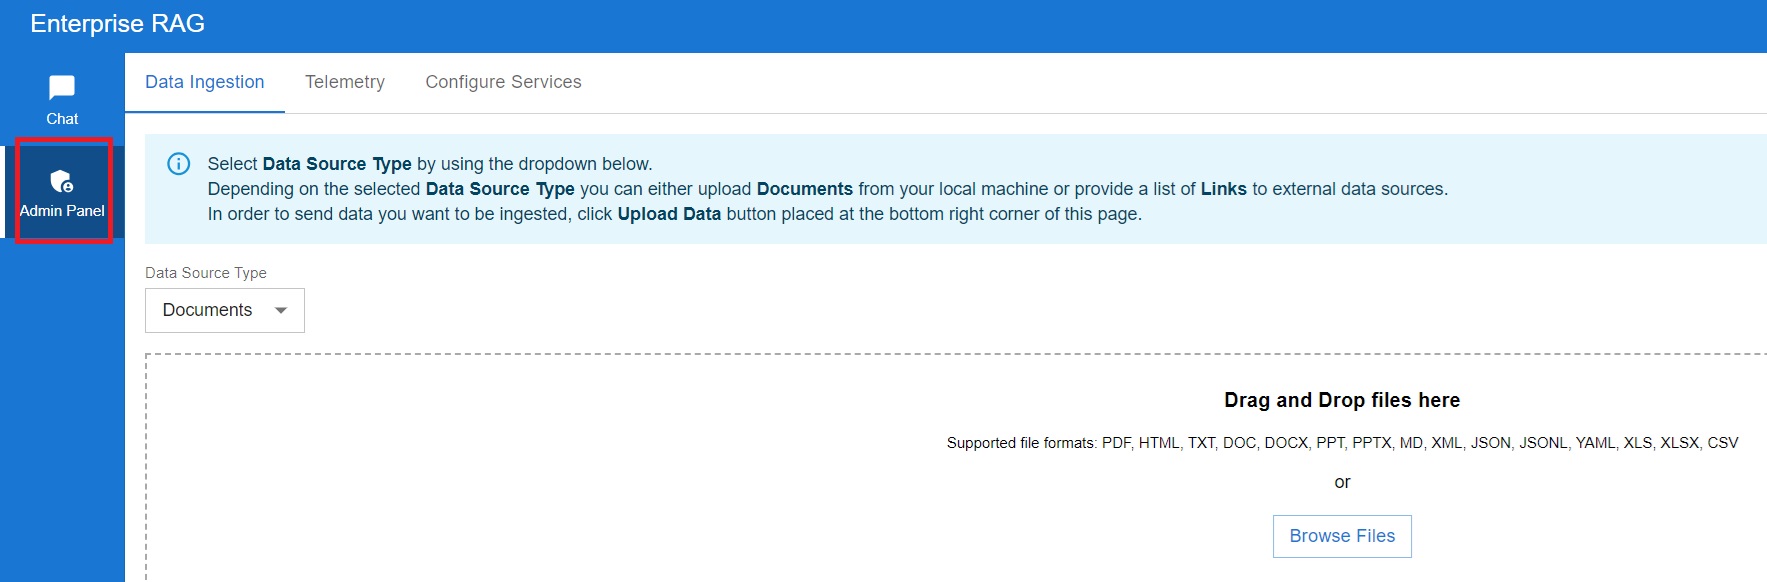 Enterprise RAG
Chat
Admin Panel
Data Ingestion Telemetry Configure Services
Select Data Source Type by using the dropdown below.
Depending on the selected Data Source Type you can either upload Documents from your local machine or provide a list of Links to external data sources.
In order to send data you want to be ingested, click Upload Data button placed at the bottom right corner of this page.
Data Source Type
Documents
Drag and Drop files here
Supported file formats: PDF, HTML, TXT, DOC, DOCX, PPT, PPTX, MD, XML, JSON, JSONL, YAML, XLS, XLSX, CSV
or
Browse Files